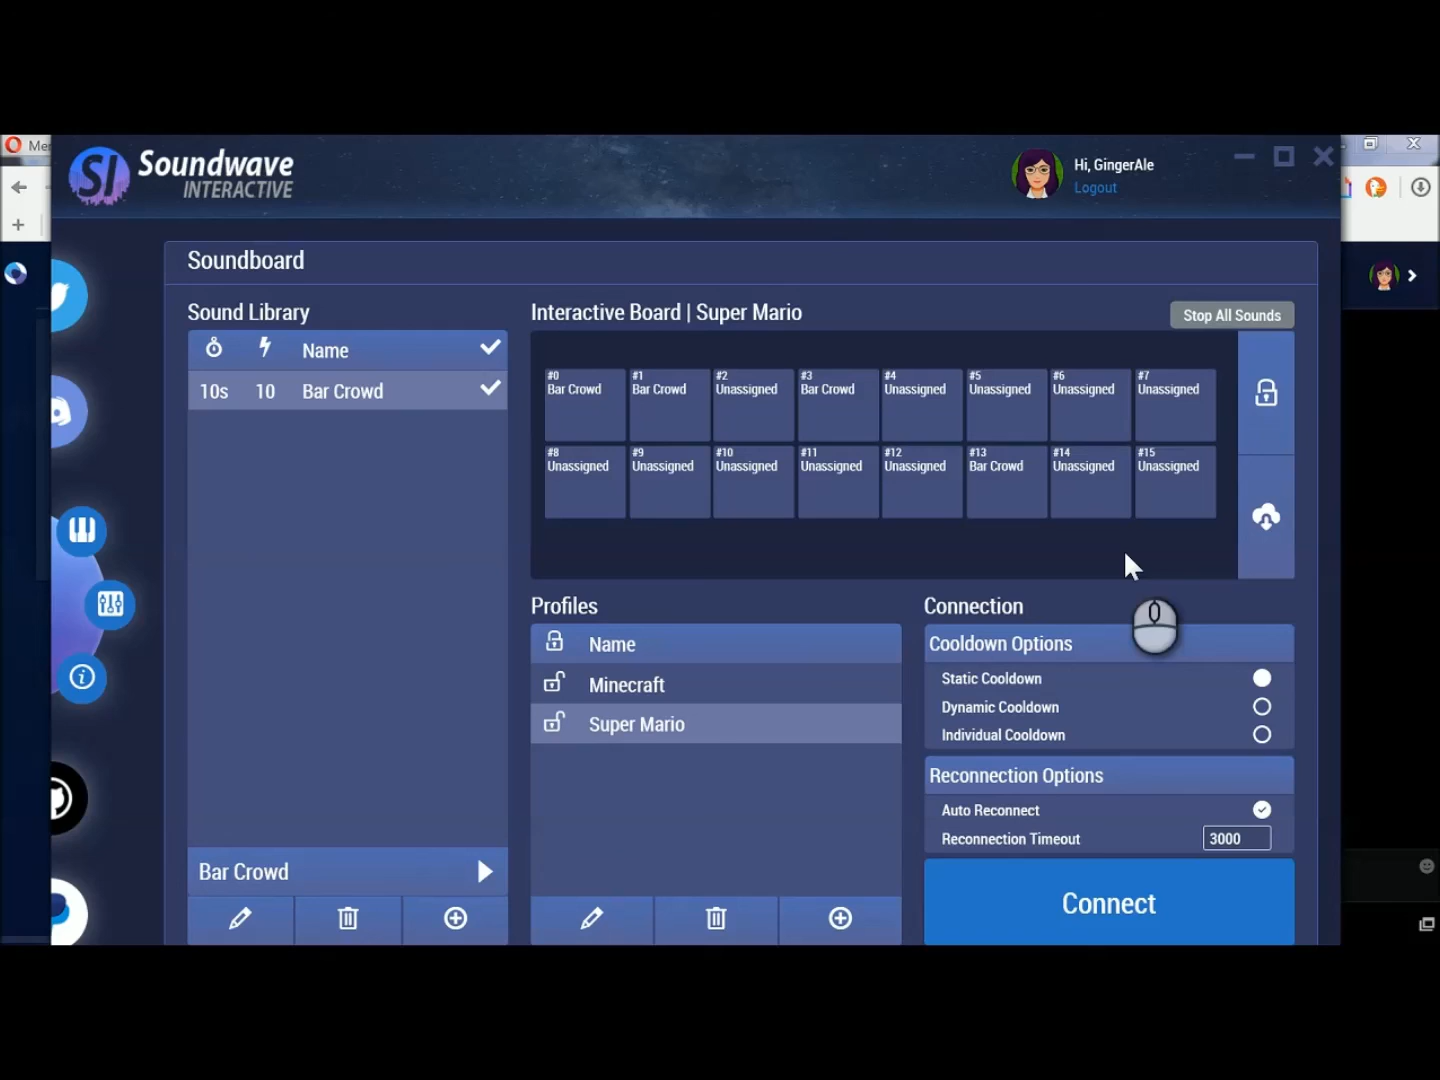 Me
SI Soundwave
INTERACTIVE
Hi, GingerAle
Logout
Soundboard
Sound Library
Name
10s 10 Bar Crowd
Bar Crowd
Interactive Board | Super Mario
Stop All Sounds
#0
Bar Crowd
#1
Bar Crowd
#2
Unassigned
#3
Bar Crowd
#4
Unassigned
#5
Unassigned
#6
Unassigned
#7
Unassigned
#8
Unassigned
#9
Unassigned
#10
Unassigned
#11
Unassigned
#12
Unassigned
#13
Bar Crowd
#14
Unassigned
#15
Unassigned
Profiles
Name
Minecraft
Super Mario
Connection
Cooldown Options
Static Cooldown
Dynamic Cooldown
Individual Cooldown
Reconnection Options
Auto Reconnect
Reconnection Timeout 3000
Connect